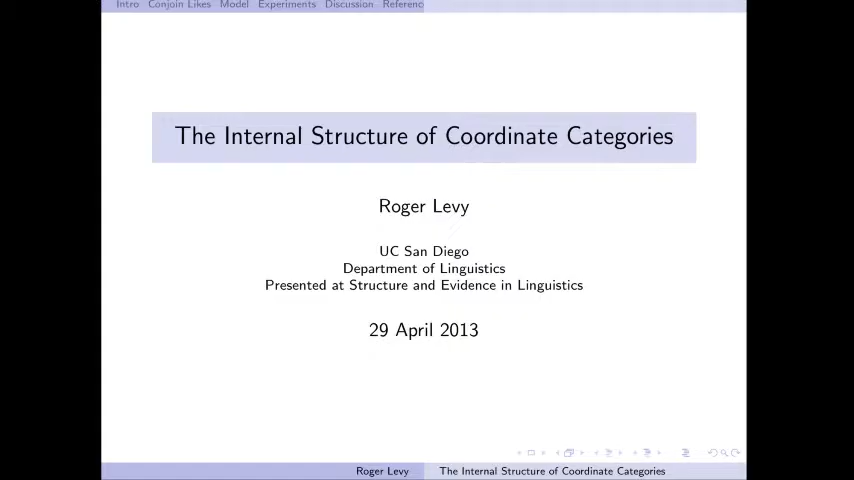 Intro Conjoin Likes Model Experiments Discussion Referenc
The Internal Structure of Coordinate Categories
Roger Levy
UC San Diego
Department of Linguistics
Presented at Structure and Evidence in Linguistics
29 April 2013
Roger Levy The Internal Structure of Coordinate Categories